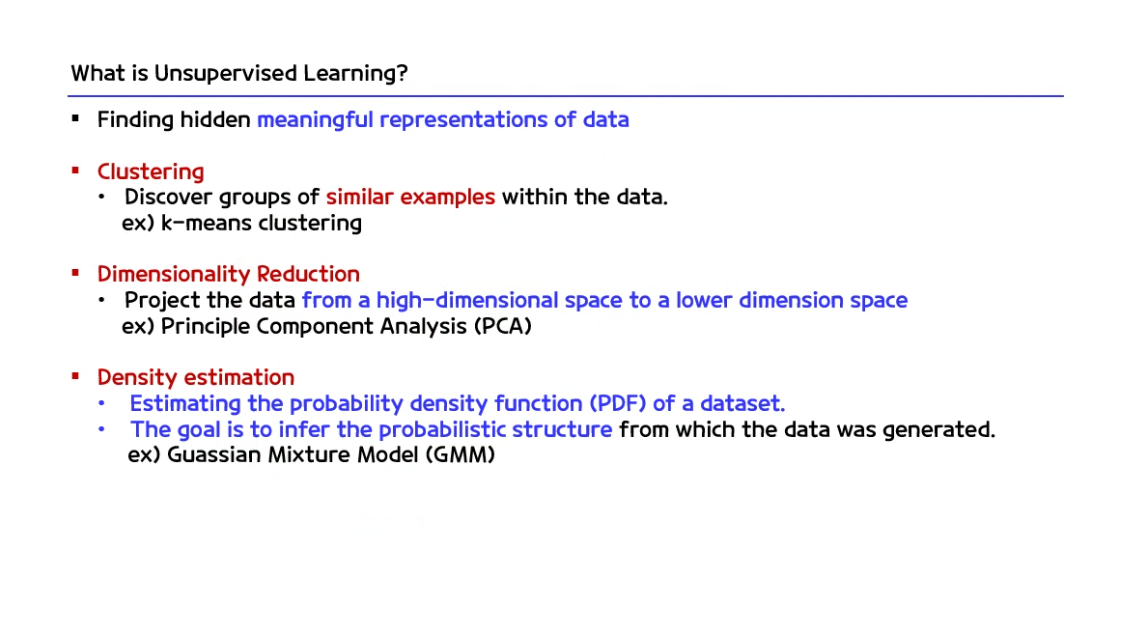 What is Unsupervised Learning?
▪ Finding hidden meaningful representations of data
▪ Clustering
• Discover groups of similar examples within the data.
ex) k-means clustering
▪ Dimensionality Reduction
• Project the data from a high-dimensional space to a lower dimension space
ex) Principle Component Analysis (PCA)
▪ Density estimation
• Estimating the probability density function (PDF) of a dataset.
• The goal is to infer the probabilistic structure from which the data was generated.
ex) Guassian Mixture Model (GMM)